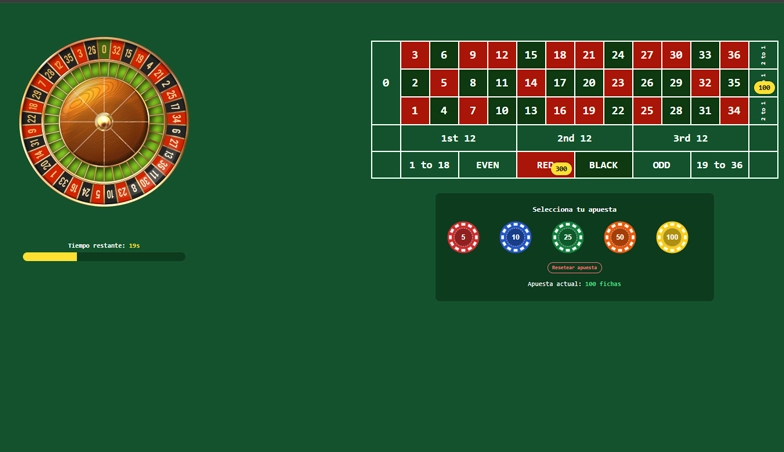 3 6 9 12 15 18 21 24 27 30 33 36 2 to 1
0 2 5 8 11 14 17 20 23 26 29 32 35 100
1 4 7 10 13 16 19 22 25 28 31 34 2 to 1
1st 12 2nd 12 3rd 12
1 to 18 EVEN RED 300 BLACK ODD 19 to 36
Selecciona tu apuesta
5 10 25 50 100
Resetear apuesta
Apuesta actual: 100 fichas
Tiempo restante: 19s